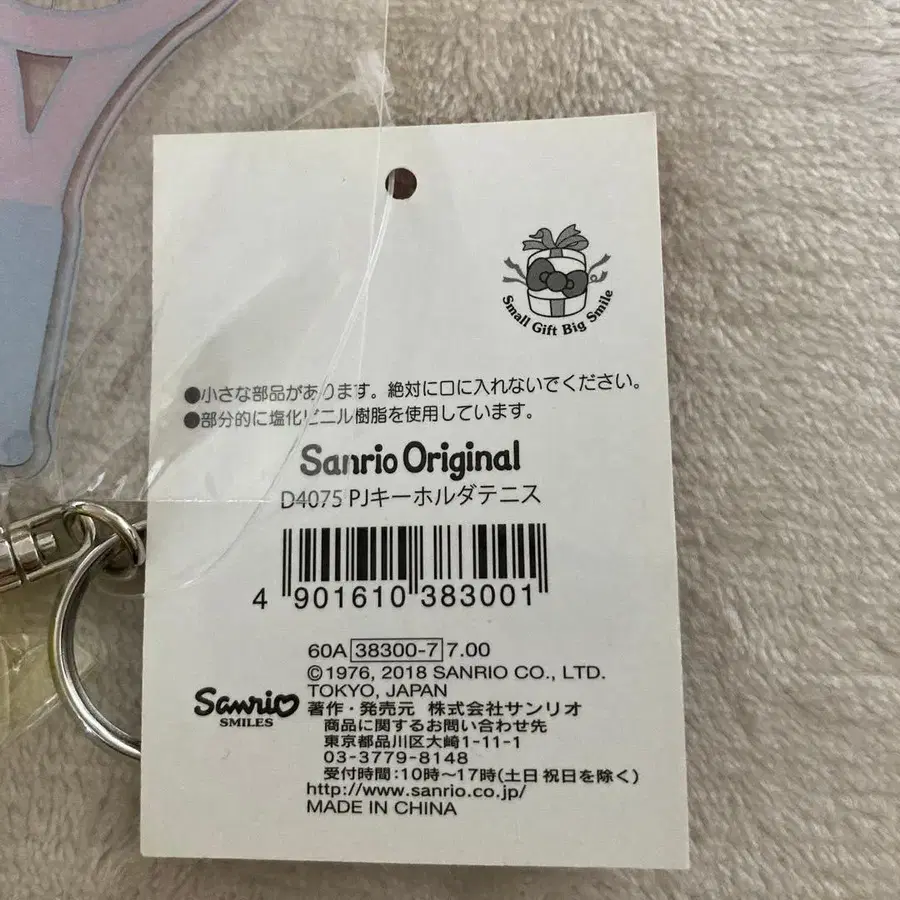 Small Gift Big Smile
●小さな部品があります。絶対に口に入れないでください。
●部分的に塩化ビニル樹脂を使用しています。
Sanrio Original
D4075 PJキーホルダテニス
4 901610 383001
60A 38300-7 7.00
©1976, 2018 SANRIO CO., LTD.
TOKYO, JAPAN
Sanrio
SMILES
著作・発売元 株式会社サンリオ
商品に関するお問い合わせ先
東京都品川区大崎1-11-1
03-3779-8148
受付時間:10時〜17時(土日祝日を除く)
http://www.sanrio.co.jp/
MADE IN CHINA